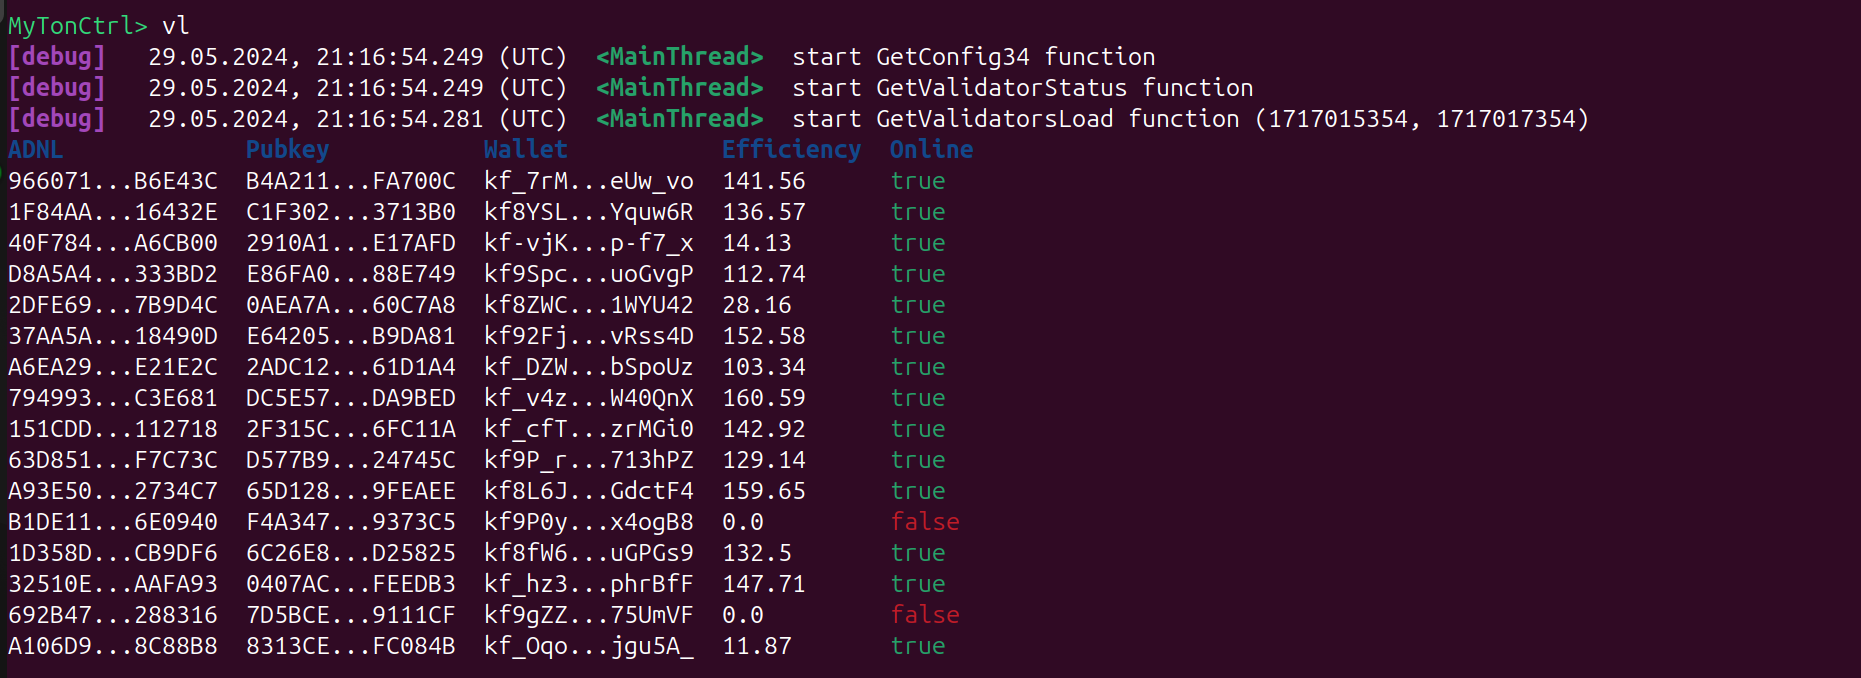 MyTonCtrl> vl
[debug] 29.05.2024, 21:16:54.249 (UTC) <MainThread> start GetConfig34 function
[debug] 29.05.2024, 21:16:54.249 (UTC) <MainThread> start GetValidatorStatus function
[debug] 29.05.2024, 21:16:54.281 (UTC) <MainThread> start GetValidatorsLoad function (1717015354, 1717017354)
ADNL Pubkey Wallet Efficiency Online
966071...B6E43C B4A211...FA700C kf_7rM...eUw_vo 141.56 true
1F84AA...16432E C1F302...3713B0 kf8YSL...Yquw6R 136.57 true
40F784...A6CB00 2910A1...E17AFD kf-vjK...p-f7_x 14.13 true
D8A5A4...333BD2 E86FA0...88E749 kf9Spc...uoGvgP 112.74 true
2DFE69...7B9D4C 0AEA7A...60C7A8 kf8ZWC...1WYU42 28.16 true
37AA5A...18490D E64205...B9DA81 kf92Fj...vRss4D 152.58 true
A6EA29...E21E2C 2ADC12...61D1A4 kf_DZW...bSpoUz 103.34 true
794993...C3E681 DC5E57...DA9BED kf_v4z...W40QnX 160.59 true
151CDD...112718 2F315C...6FC11A kf_cfT...zrMGi0 142.92 true
63D851...F7C73C D577B9...24745C kf9P_r...713hPZ 129.14 true
A93E50...2734C7 65D128...9FEAEE kf8L6J...GdctF4 159.65 true
B1DE11...6E0940 F4A347...9373C5 kf9P0y...x4ogB8 0.0 false
1D358D...CB9DF6 6C26E8...D25825 kf8fW6...uGPGs9 132.5 true
32510E...AAFA93 0407AC...FEEDB3 kf_hz3...phrBfF 147.71 true
692B47...288316 7D5BCE...9111CF kf9gZZ...75UmVF 0.0 false
A106D9...8C88B8 8313CE...FC084B kf_Oqo...jgu5A_ 11.87 true